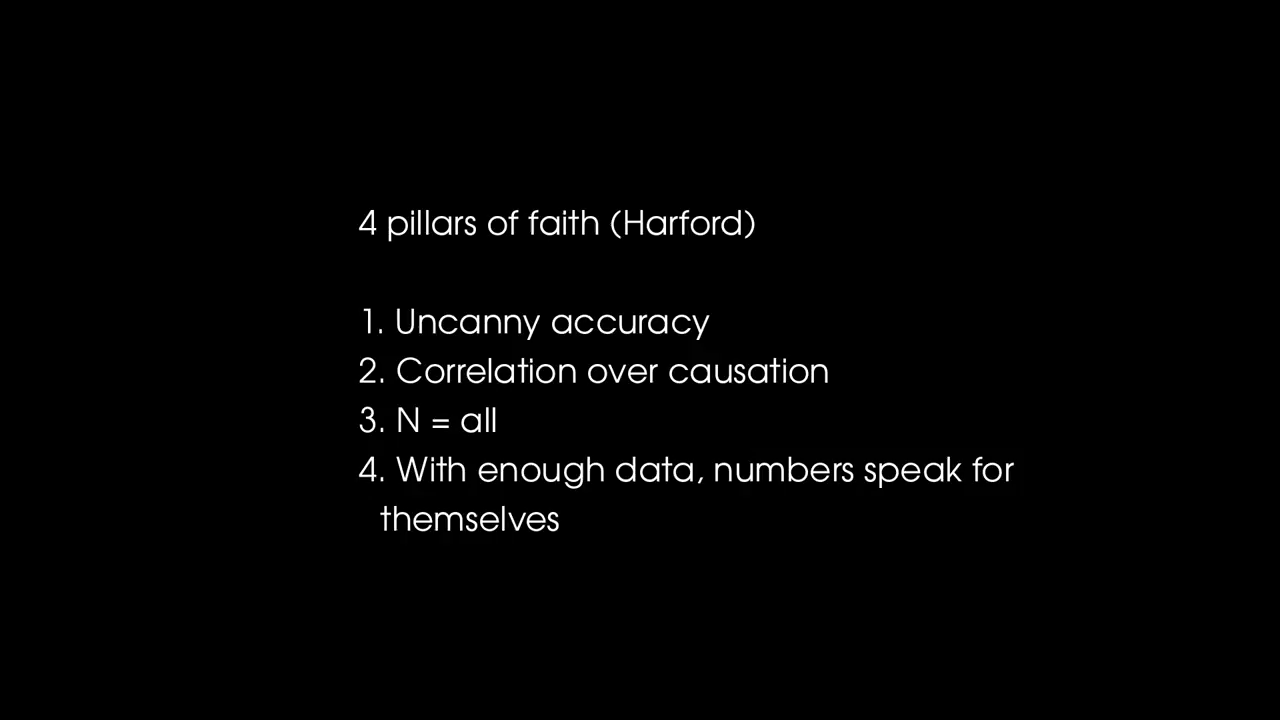 4 pillars of faith (Harford)
1. Uncanny accuracy
2. Correlation over causation
3. N = all
4. With enough data, numbers speak for
themselves